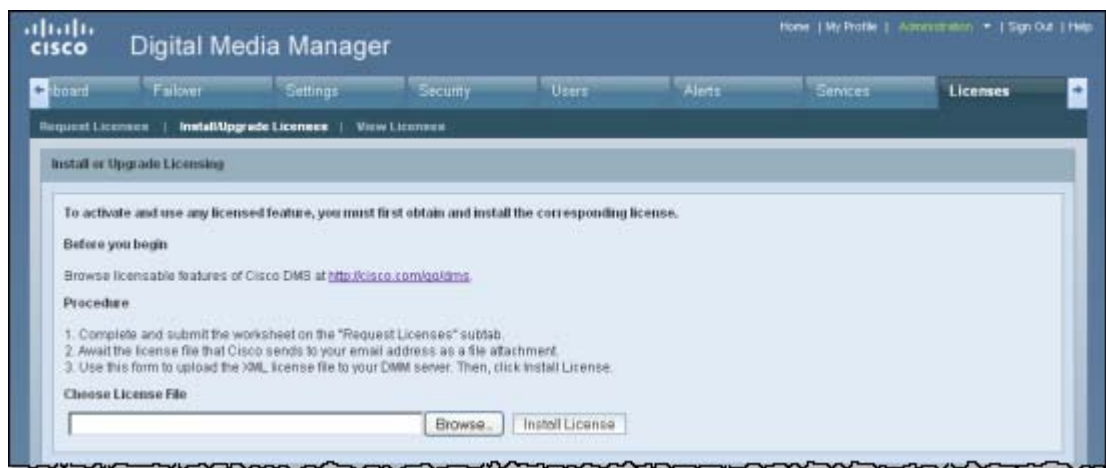 CISCO Digital Media Manager
Home | My Profile | Administration | Sign Out | Help
board Failover Settings Security Users Alerts Services Licenses
Request Licenses | Install/Upgrade Licenses | View Licenses
Install or Upgrade Licensing
To activate and use any licensed feature, you must first obtain and install the corresponding license.
Before you begin
Browse licensable features of Cisco DMS at http://cisco.com/go/dms.
Procedure
1. Complete and submit the worksheet on the "Request Licenses" subtab.
2. Await the license file that Cisco sends to your email address as a file attachment.
3. Use this form to upload the XML license file to your DMM server. Then, click Install License.
Choose License File
Browse... Install License